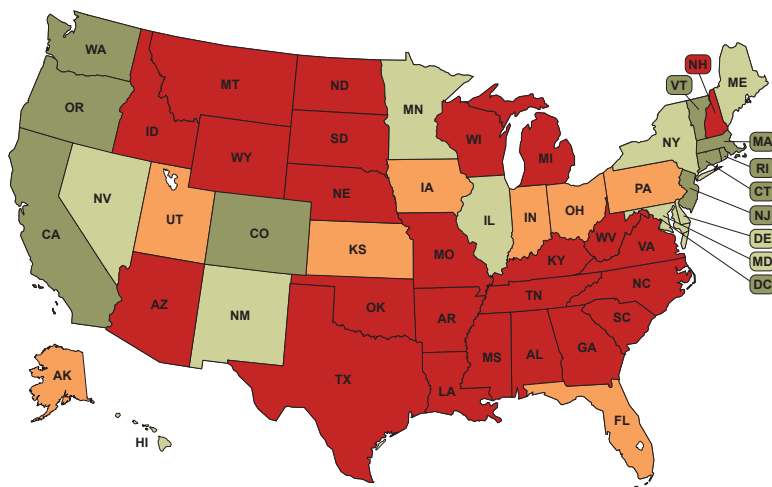 WA
OR
CA
NV
ID
MT
WY
UT
AZ
CO
NM
ND
SD
NE
KS
OK
TX
MN
IA
MO
AR
LA
WI
IL
MI
IN
OH
KY
TN
MS
AL
GA
FL
SC
NC
VA
WV
PA
NY
VT
NH
ME
MA
RI
CT
NJ
DE
MD
DC
AK
HI